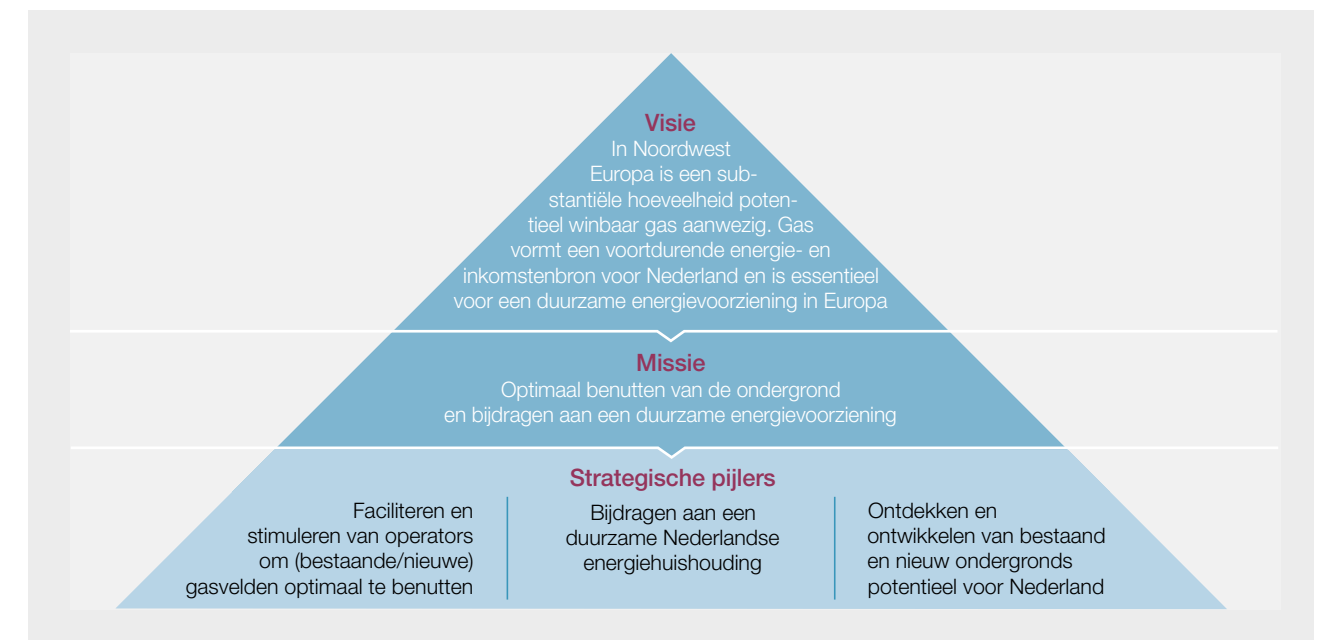 Visie
In Noordwest
Europa is een sub-
stantiële hoeveelheid poten-
tieel winbaar gas aanwezig. Gas
vormt een voortdurende energie- en
inkomstenbron voor Nederland en is essentieel
voor een duurzame energievoorziening in Europa
Missie
Optimaal benutten van de ondergrond
en bijdragen aan een duurzame energievoorziening
Strategische pijlers
Faciliteren en
stimuleren van operators
om (bestaande/nieuwe)
gasvelden optimaal te benutten
Bijdragen aan een
duurzame Nederlandse
energiehuishouding
Ontdekken en
ontwikkelen van bestaand
en nieuw ondergronds
potentieel voor Nederland